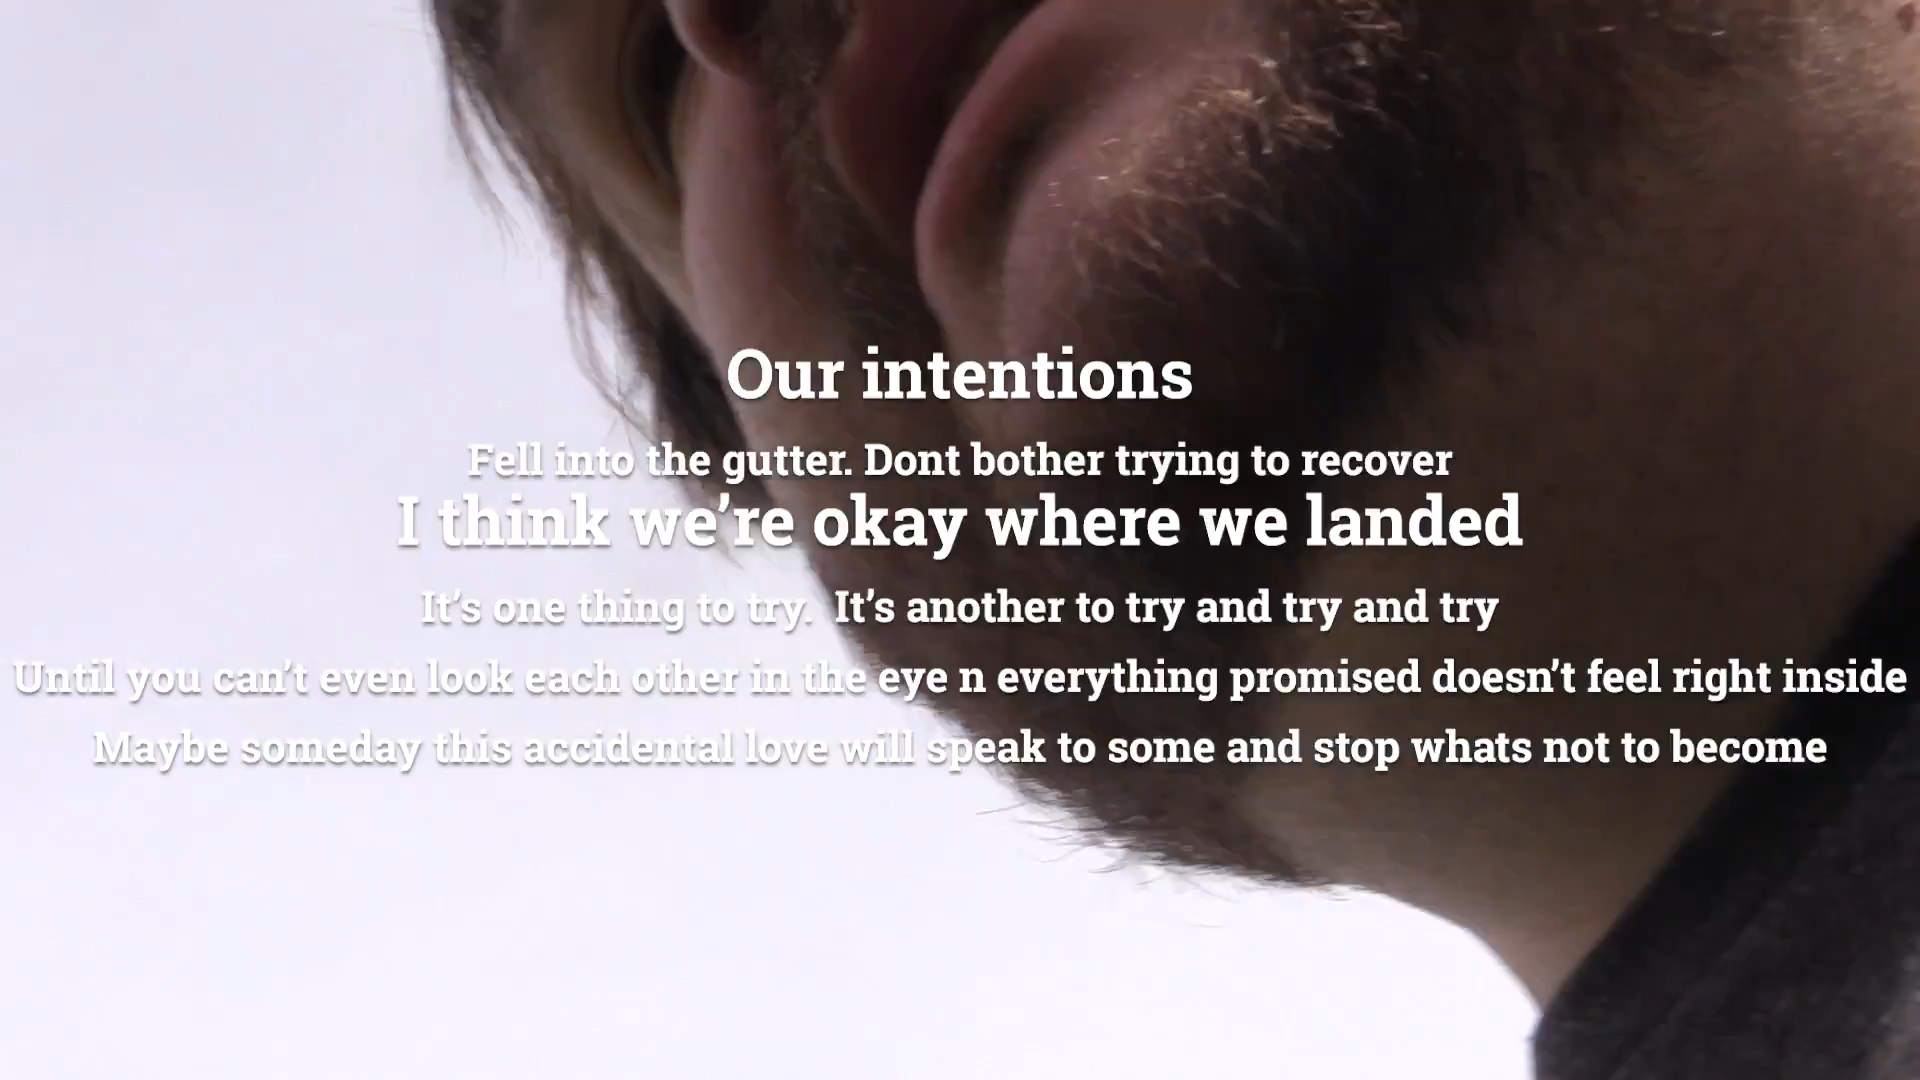 Our intentions
Fell into the gutter. Dont bother trying to recover
I think we’re okay where we landed
It’s one thing to try.  It’s another to try and try and try
Until you can’t even look each other in the eye n everything promised doesn’t feel right inside
Maybe someday this accidental love will speak to some and stop whats not to become